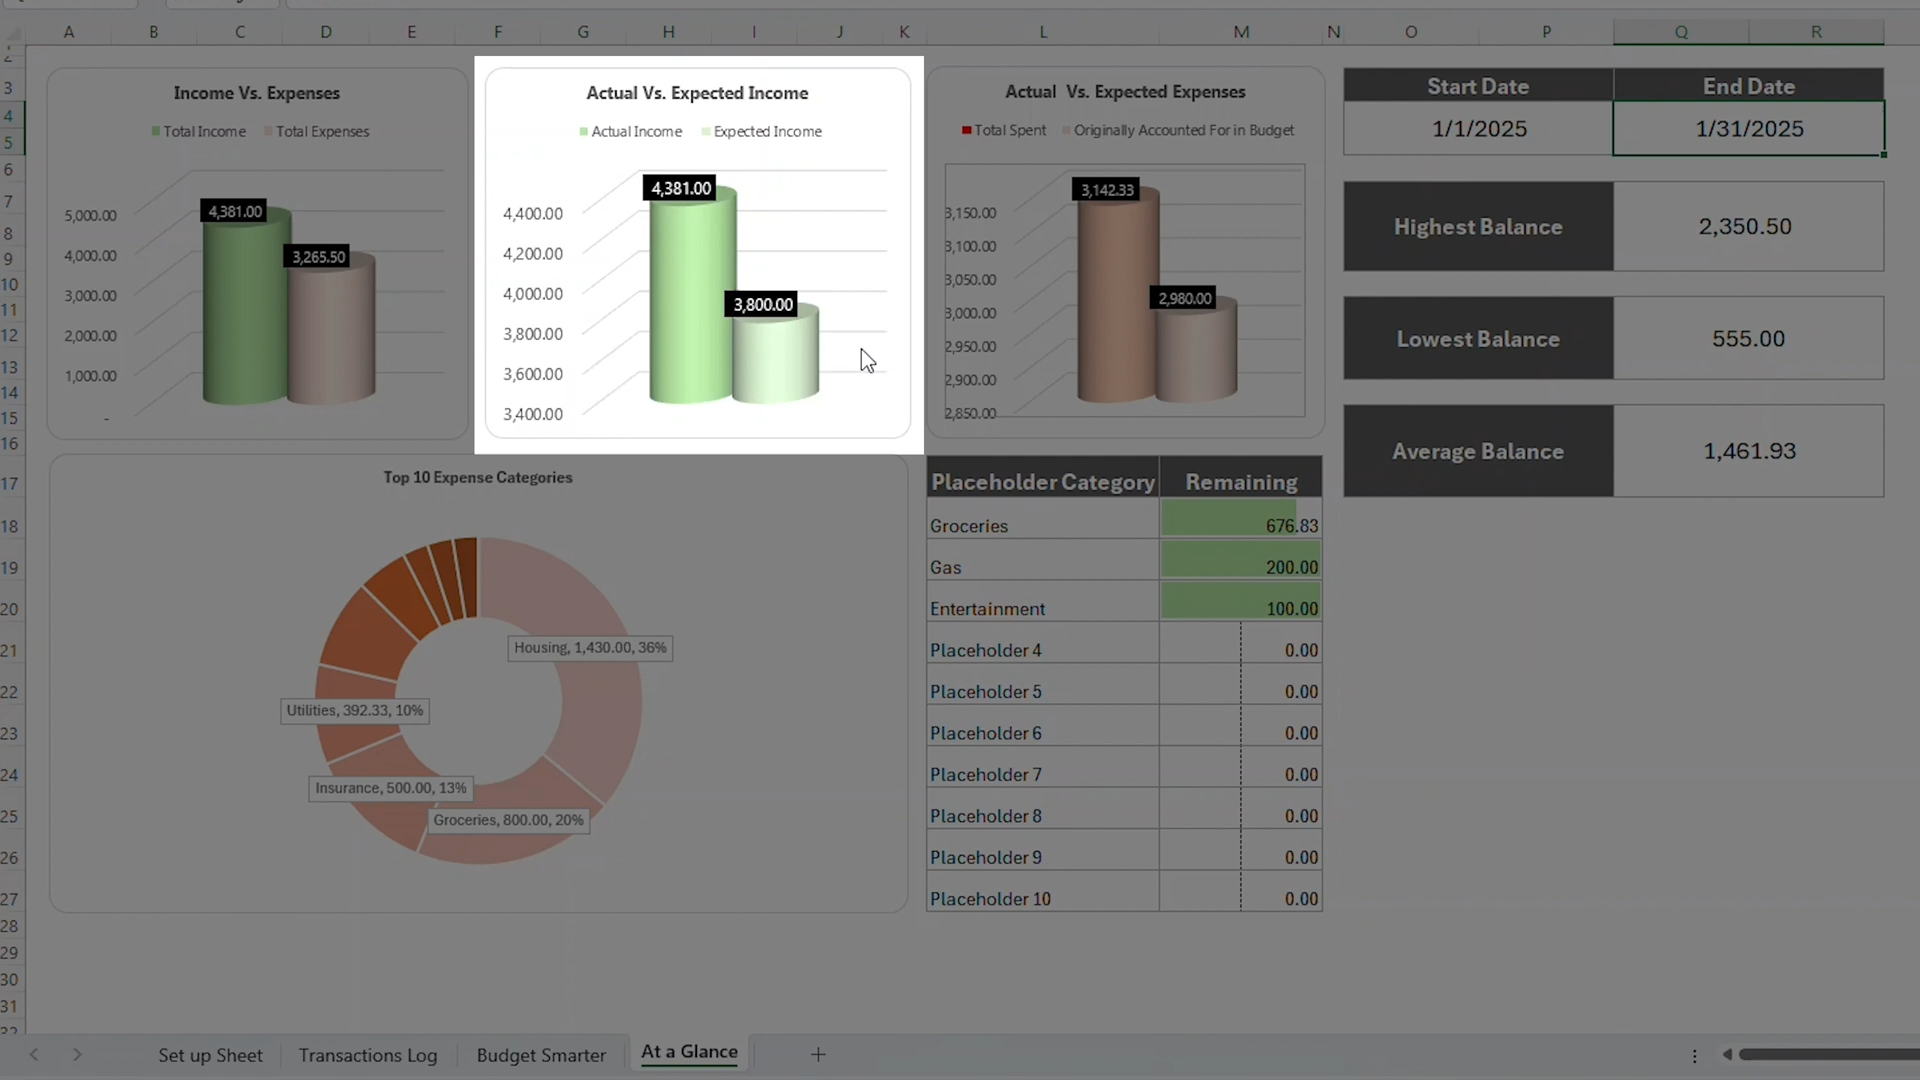 A B C D E F G H I J K L M N O P Q R
2
3
4
5
6
7
8
9
10
11
12
13
14
15
16
17
18
19
20
21
22
23
24
25
26
27
28
29
30
31
32
Income Vs. Expenses
Total Income Total Expenses
5,000.00
4,000.00
3,000.00
2,000.00
1,000.00
-
4,381.00
3,265.50
Actual Vs. Expected Income
Actual Income Expected Income
4,400.00
4,200.00
4,000.00
3,800.00
3,600.00
3,400.00
4,381.00
3,800.00
Actual Vs. Expected Expenses
Total Spent Originally Accounted For in Budget
3,150.00
3,100.00
3,050.00
3,000.00
2,950.00
2,900.00
2,850.00
3,142.33
2,980.00
Start Date End Date
1/1/2025 1/31/2025
Highest Balance 2,350.50
Lowest Balance 555.00
Average Balance 1,461.93
Top 10 Expense Categories
Housing, 1,430.00, 36%
Utilities, 392.33, 10%
Insurance, 500.00, 13%
Groceries, 800.00, 20%
Placeholder Category Remaining
Groceries 676.83
Gas 200.00
Entertainment 100.00
Placeholder 4 0.00
Placeholder 5 0.00
Placeholder 6 0.00
Placeholder 7 0.00
Placeholder 8 0.00
Placeholder 9 0.00
Placeholder 10 0.00
Set up Sheet Transactions Log Budget Smarter At a Glance